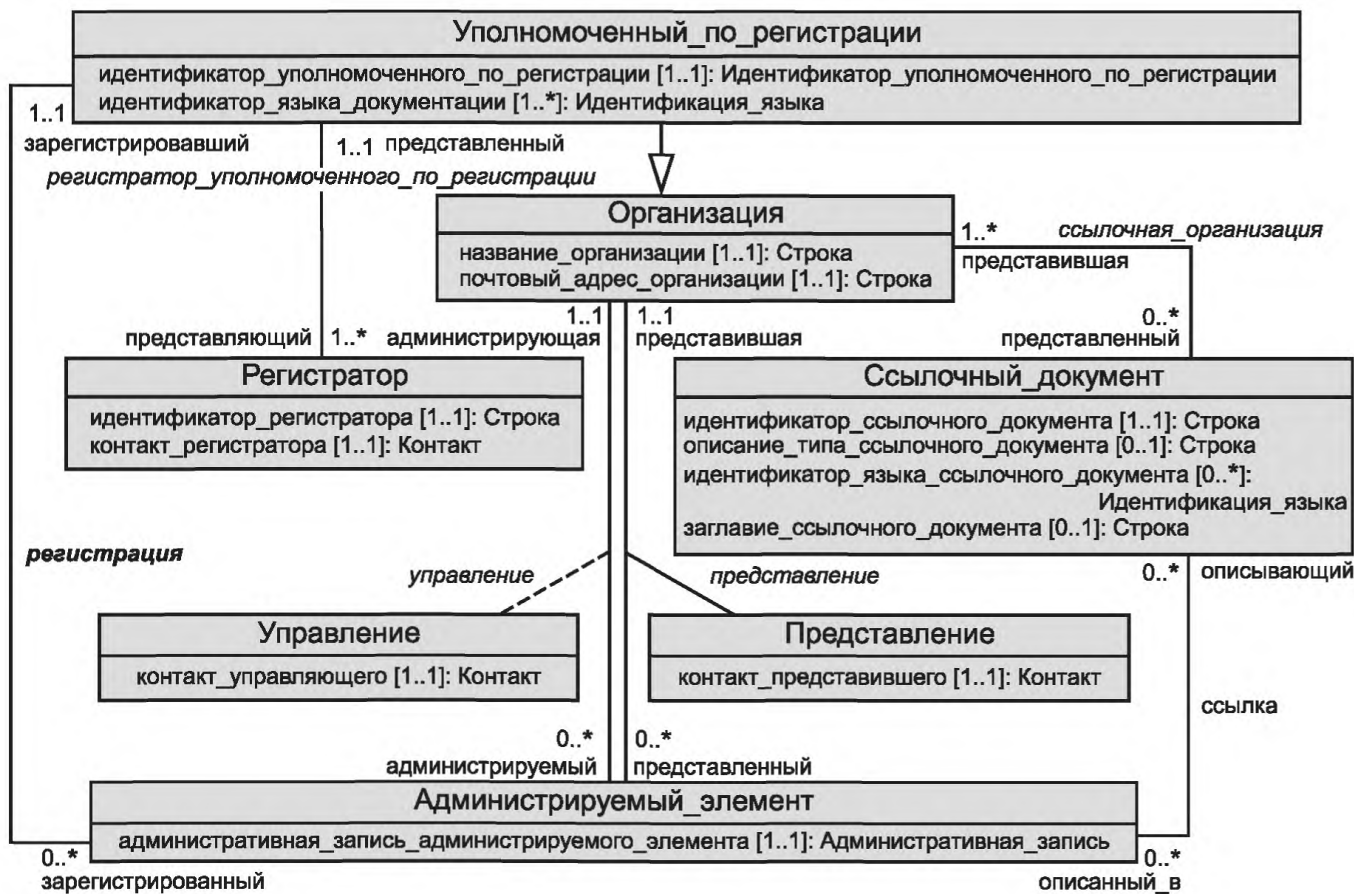 Уполномоченный_по_регистрации
идентификатор_уполномоченного_по_регистрации [1..1]: Идентификатор_уполномоченного_по_регистрации
идентификатор_языка_документации [1..*]: Идентификация_языка
1..1
зарегистрировавший
1..1 представленный
регистратор_уполномоченного_по_регистрации
Организация
название_организации [1..1]: Строка
почтовый_адрес_организации [1..1]: Строка
1..* ссылочная_организация
представившая
1..1
администрирующая
1..1
представившая
0..*
представленный
представляющий 1..*
Регистратор
идентификатор_регистратора [1..1]: Строка
контакт_регистратора [1..1]: Контакт
Ссылочный_документ
идентификатор_ссылочного_документа [1..1]: Строка
описание_типа_ссылочного_документа [0..1]: Строка
идентификатор_языка_ссылочного_документа [0..*]:
Идентификация_языка
заглавие_ссылочного_документа [0..1]: Строка
регистрация
управление
представление
0..* описывающий
Управление
контакт_управляющего [1..1]: Контакт
Представление
контакт_представившего [1..1]: Контакт
ссылка
0..*
администрируемый
0..*
представленный
Администрируемый_элемент
административная_запись_администрируемого_элемента [1..1]: Административная_запись
0..*
зарегистрированный
0..*
описанный_в